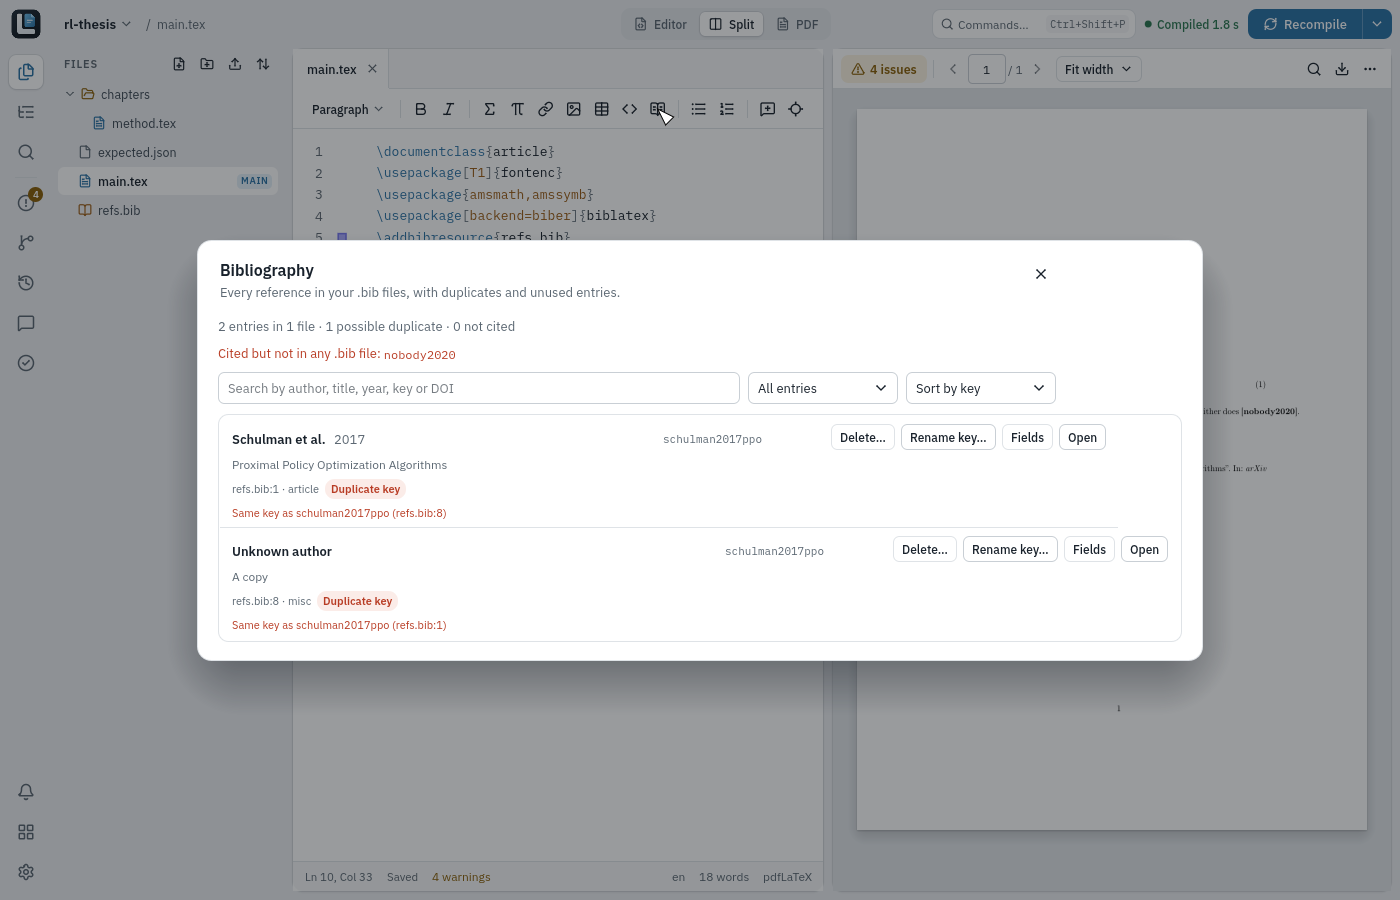 rl-thesis / main.tex
Editor Split PDF
Commands... Ctrl+Shift+P
Compiled 1.8 s
Recompile
FILES
chapters
method.tex
expected.json
main.tex MAIN
refs.bib
4
main.tex
4 issues
1 / 1
Fit width
Paragraph
1 \documentclass{article}
2 \usepackage[T1]{fontenc}
3 \usepackage{amsmath,amssymb}
4 \usepackage[backend=biber]{biblatex}
5 \addbibresource{refs.bib}
Bibliography
Every reference in your .bib files, with duplicates and unused entries.
2 entries in 1 file · 1 possible duplicate · 0 not cited
Cited but not in any .bib file: nobody2020
Search by author, title, year, key or DOI
All entries
Sort by key
Schulman et al. 2017 schulman2017ppo Delete... Rename key... Fields Open
Proximal Policy Optimization Algorithms
refs.bib:1 · article Duplicate key
Same key as schulman2017ppo (refs.bib:8)
Unknown author schulman2017ppo Delete... Rename key... Fields Open
A copy
refs.bib:8 · misc Duplicate key
Same key as schulman2017ppo (refs.bib:1)
(1)
ither does [nobody2020].
rithms”. In: arXiv
1
Ln 10, Col 33 Saved 4 warnings en 18 words pdfLaTeX